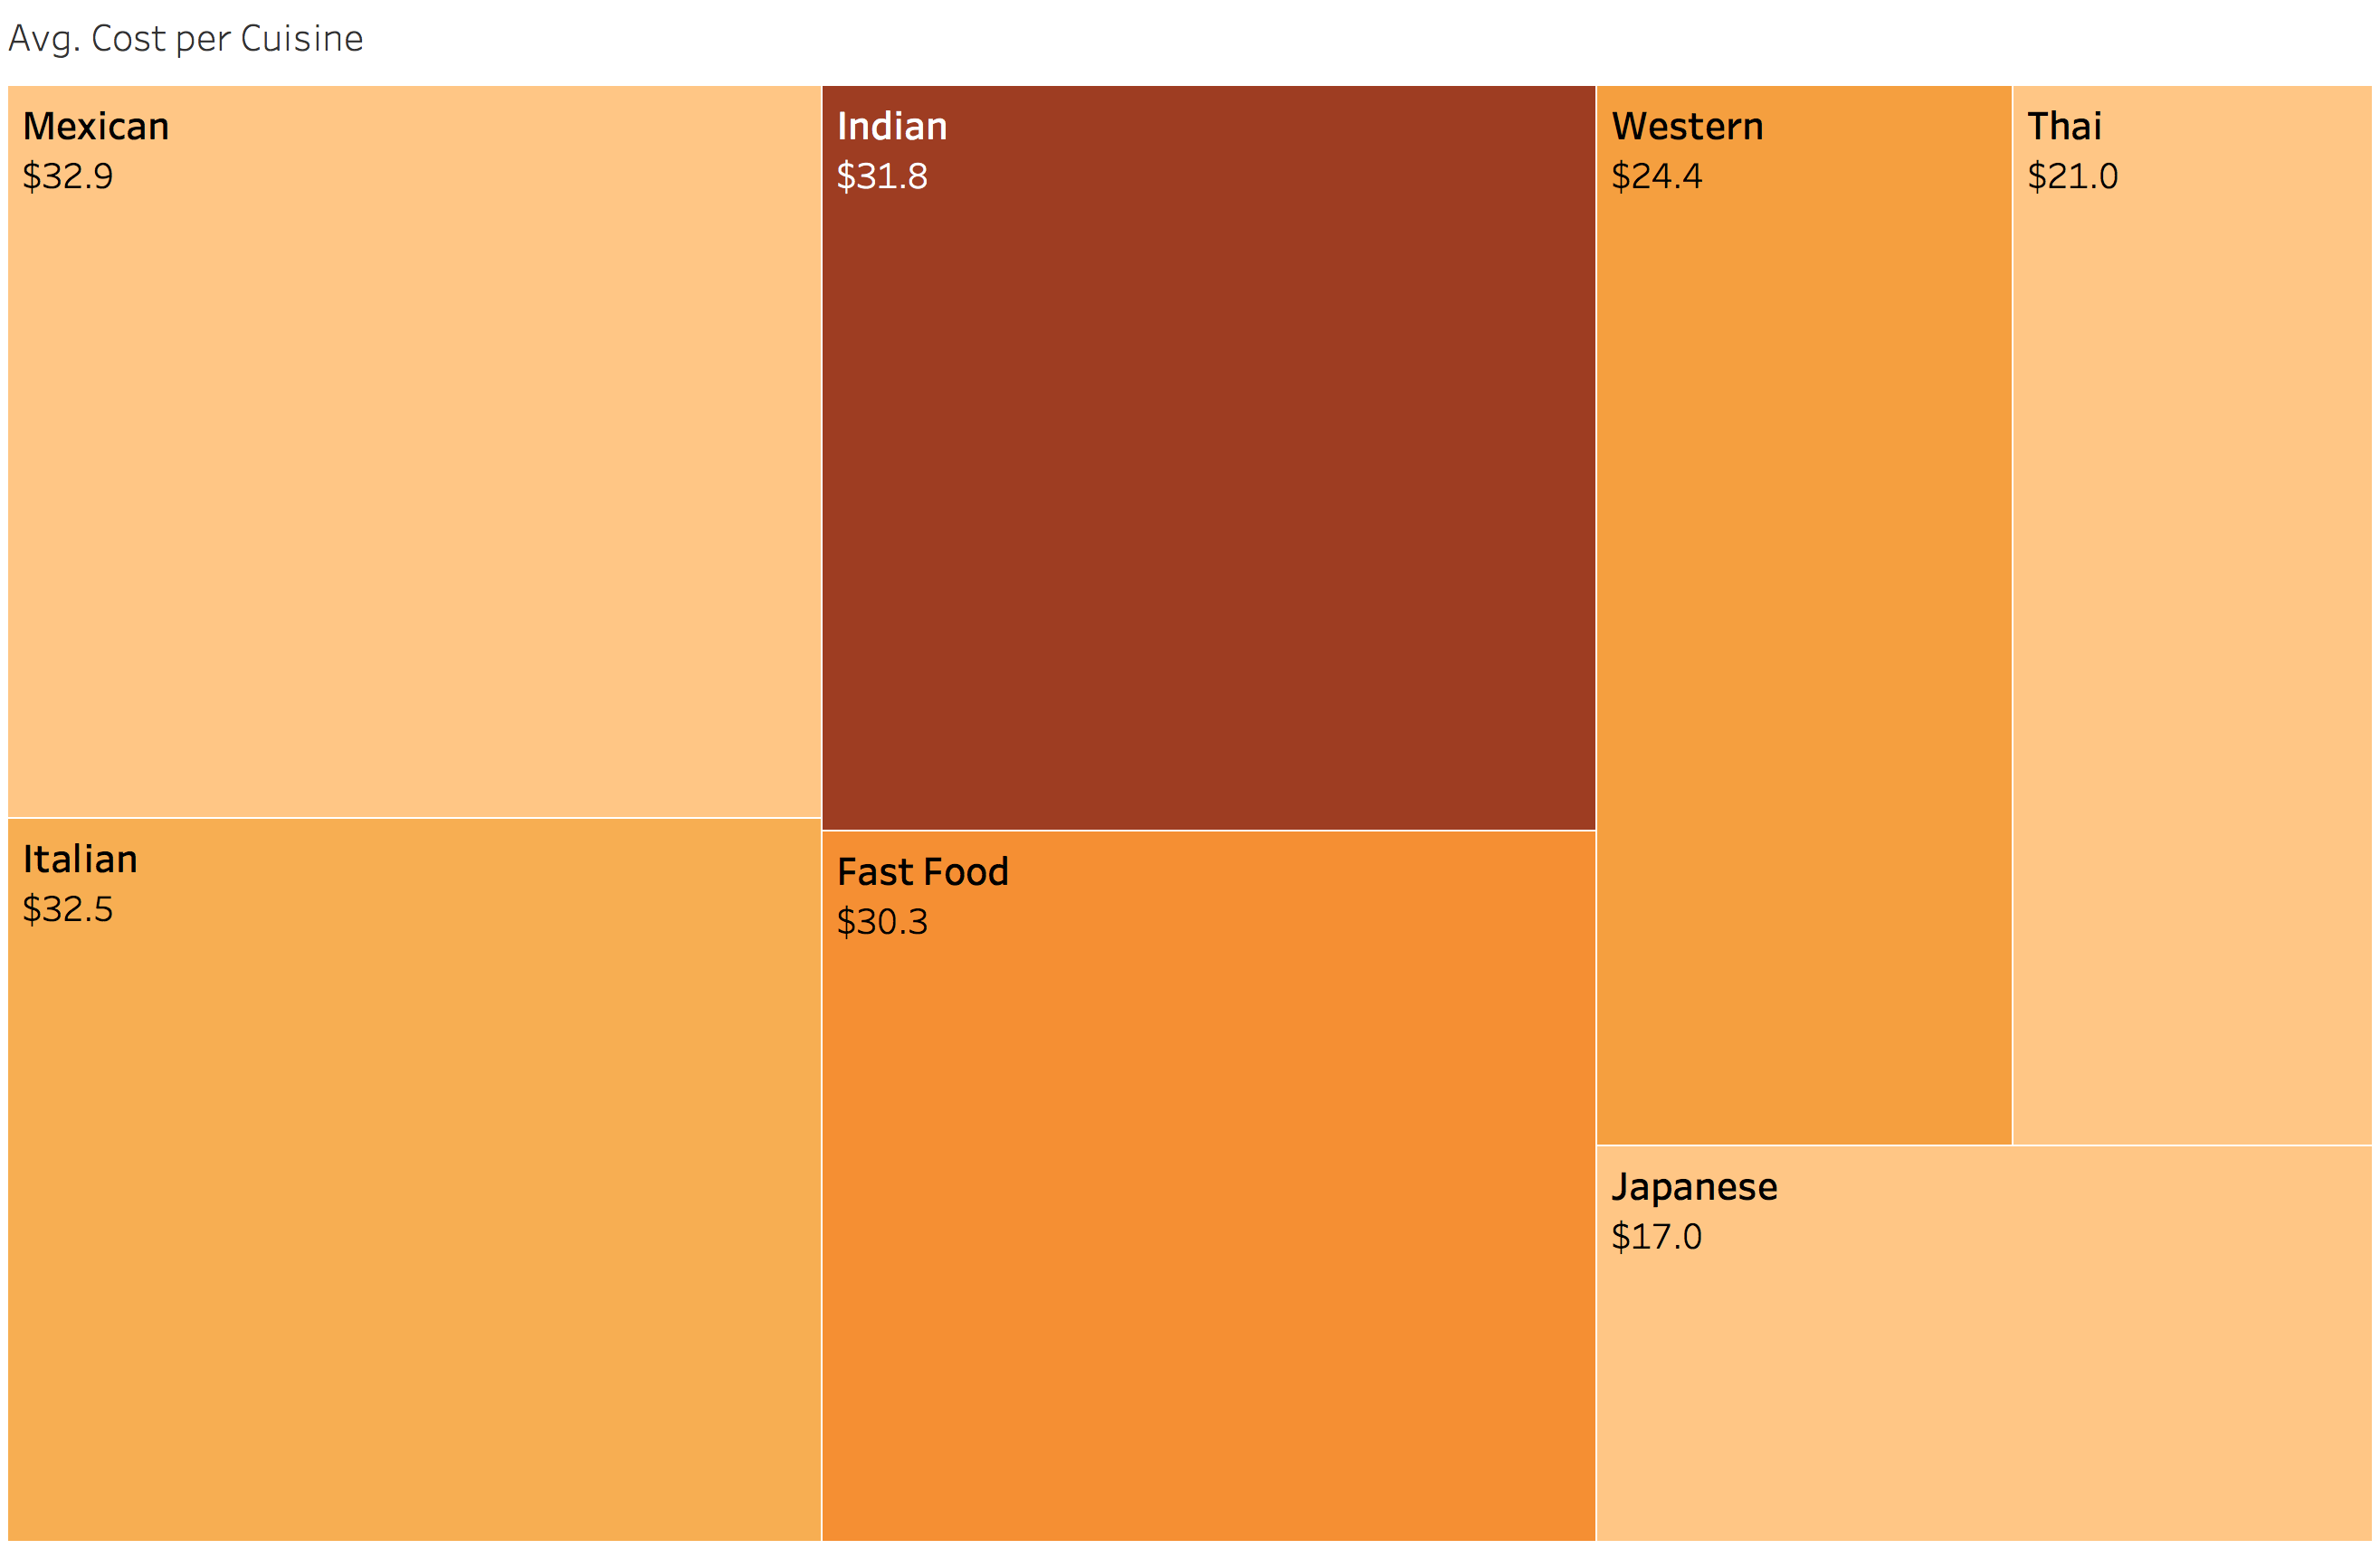 Avg. Cost per Cuisine
Mexican
$32.9
Italian
$32.5
Indian
$31.8
Fast Food
$30.3
Western
$24.4
Thai
$21.0
Japanese
$17.0